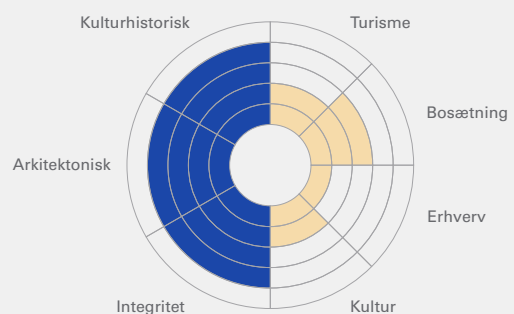 Kulturhistorisk
Turisme
Bosætning
Arkitektonisk
Erhverv
Integritet
Kultur